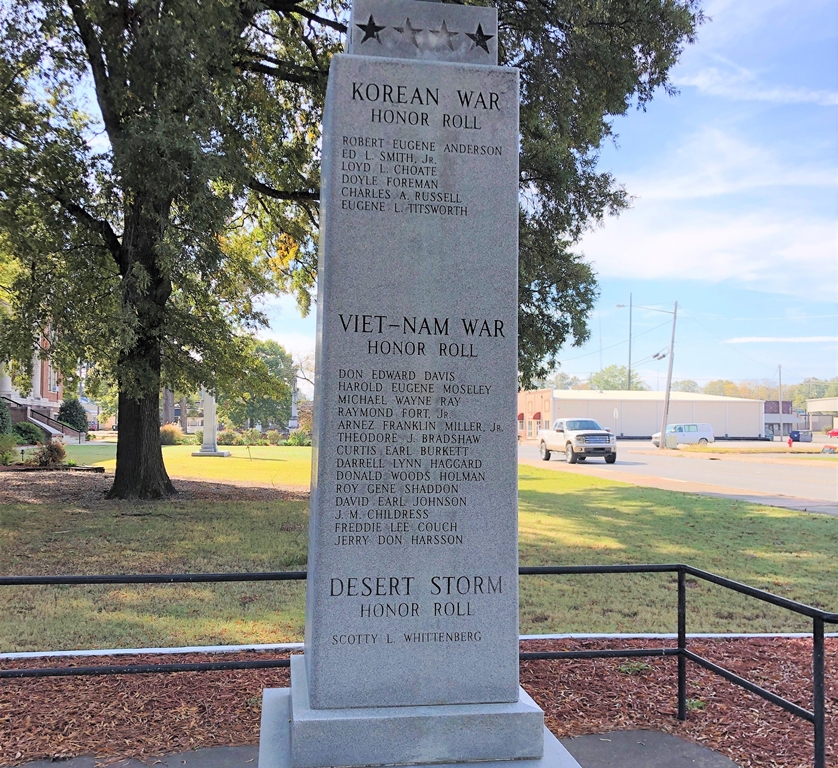 KOREAN WAR
HONOR ROLL
ROBERT EUGENE ANDERSON
ED L. SMITH, JR.
LOYD L. CHOATE
DOYLE FOREMAN
CHARLES A. RUSSELL
EUGENE L. TITSWORTH
VIET-NAM WAR
HONOR ROLL
DON EDWARD DAVIS
HAROLD EUGENE MOSELEY
MICHAEL WAYNE RAY
RAYMOND FORT, JR.
ARNEZ FRANKLIN MILLER, JR.
THEODORE J. BRADSHAW
CURTIS EARL BURKETT
DARRELL LYNN HAGGARD
DONALD WOODS HOLMAN
ROY GENE SHADDON
DAVID EARL JOHNSON
J. M. CHILDRESS
FREDDIE LEE COUCH
JERRY DON HARSSON
DESERT STORM
HONOR ROLL
SCOTTY L. WHITTENBERG